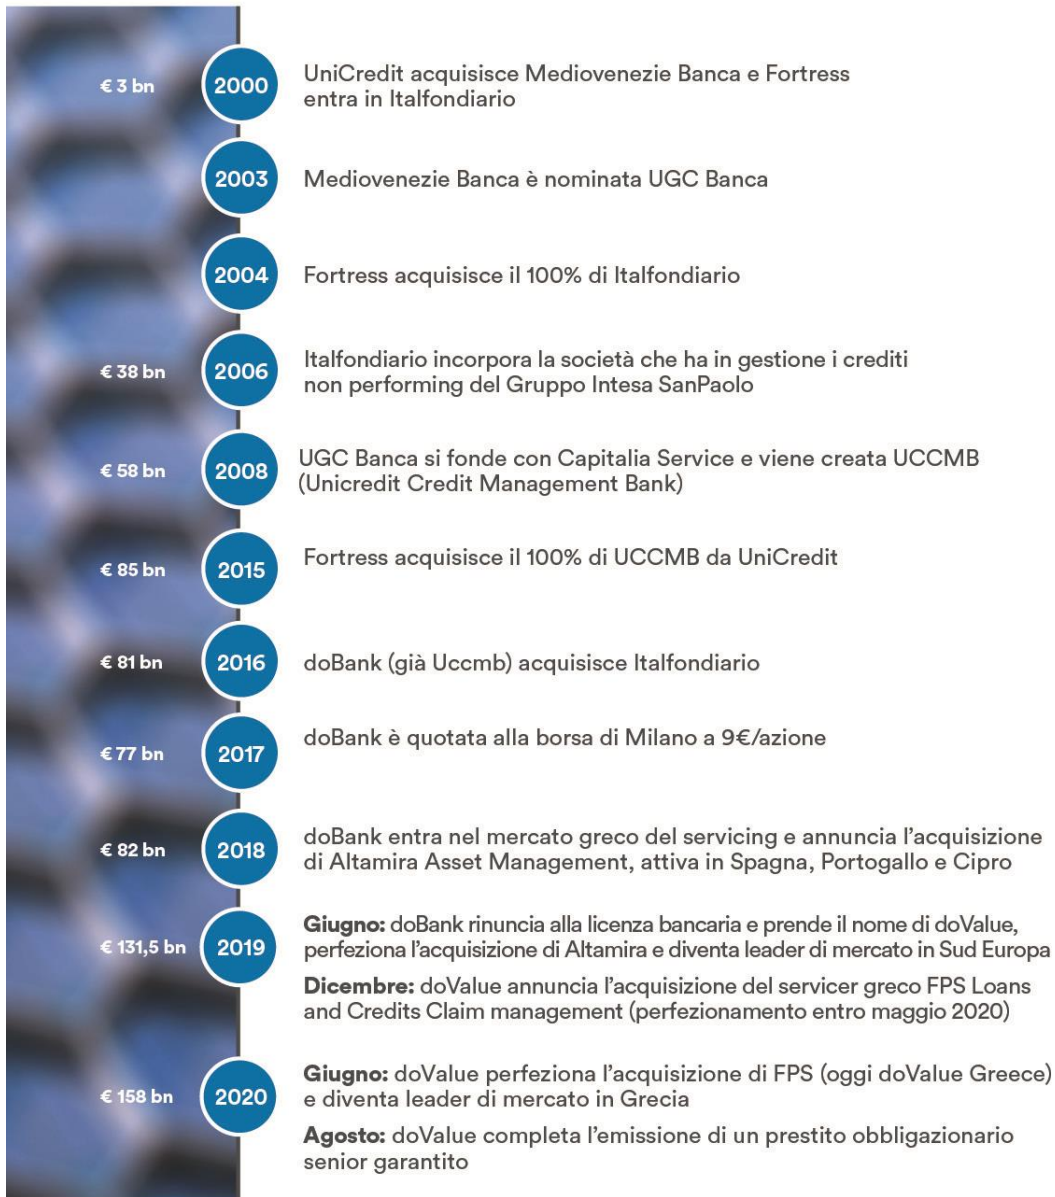 € 3 bn
2000
UniCredit acquisisce Mediovenezie Banca e Fortress
entra in Italfondiario
2003
Mediovenezie Banca è nominata UGC Banca
2004
Fortress acquisisce il 100% di Italfondiario
€ 38 bn
2006
Italfondiario incorpora la società che ha in gestione i crediti
non performing del Gruppo Intesa SanPaolo
€ 58 bn
2008
UGC Banca si fonde con Capitalia Service e viene creata UCCMB
(Unicredit Credit Management Bank)
€ 85 bn
2015
Fortress acquisisce il 100% di UCCMB da UniCredit
€ 81 bn
2016
doBank (già Uccmb) acquisisce Italfondiario
€ 77 bn
2017
doBank è quotata alla borsa di Milano a 9€/azione
€ 82 bn
2018
doBank entra nel mercato greco del servicing e annuncia l’acquisizione
di Altamira Asset Management, attiva in Spagna, Portogallo e Cipro
€ 131,5 bn
2019
Giugno: doBank rinuncia alla licenza bancaria e prende il nome di doValue,
perfeziona l’acquisizione di Altamira e diventa leader di mercato in Sud Europa
Dicembre: doValue annuncia l’acquisizione del servicer greco FPS Loans
and Credits Claim management (perfezionamento entro maggio 2020)
€ 158 bn
2020
Giugno: doValue perfeziona l’acquisizione di FPS (oggi doValue Greece)
e diventa leader di mercato in Grecia
Agosto: doValue completa l’emissione di un prestito obbligazionario
senior garantito